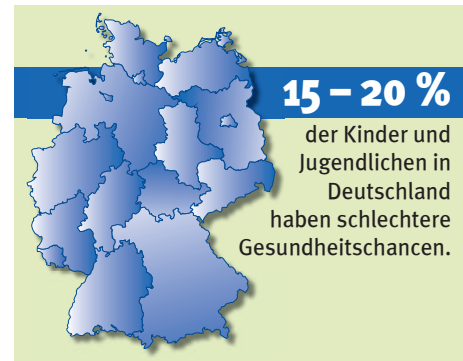 15 – 20 %
der Kinder und
Jugendlichen in
Deutschland
haben schlechtere
Gesundheitschancen.